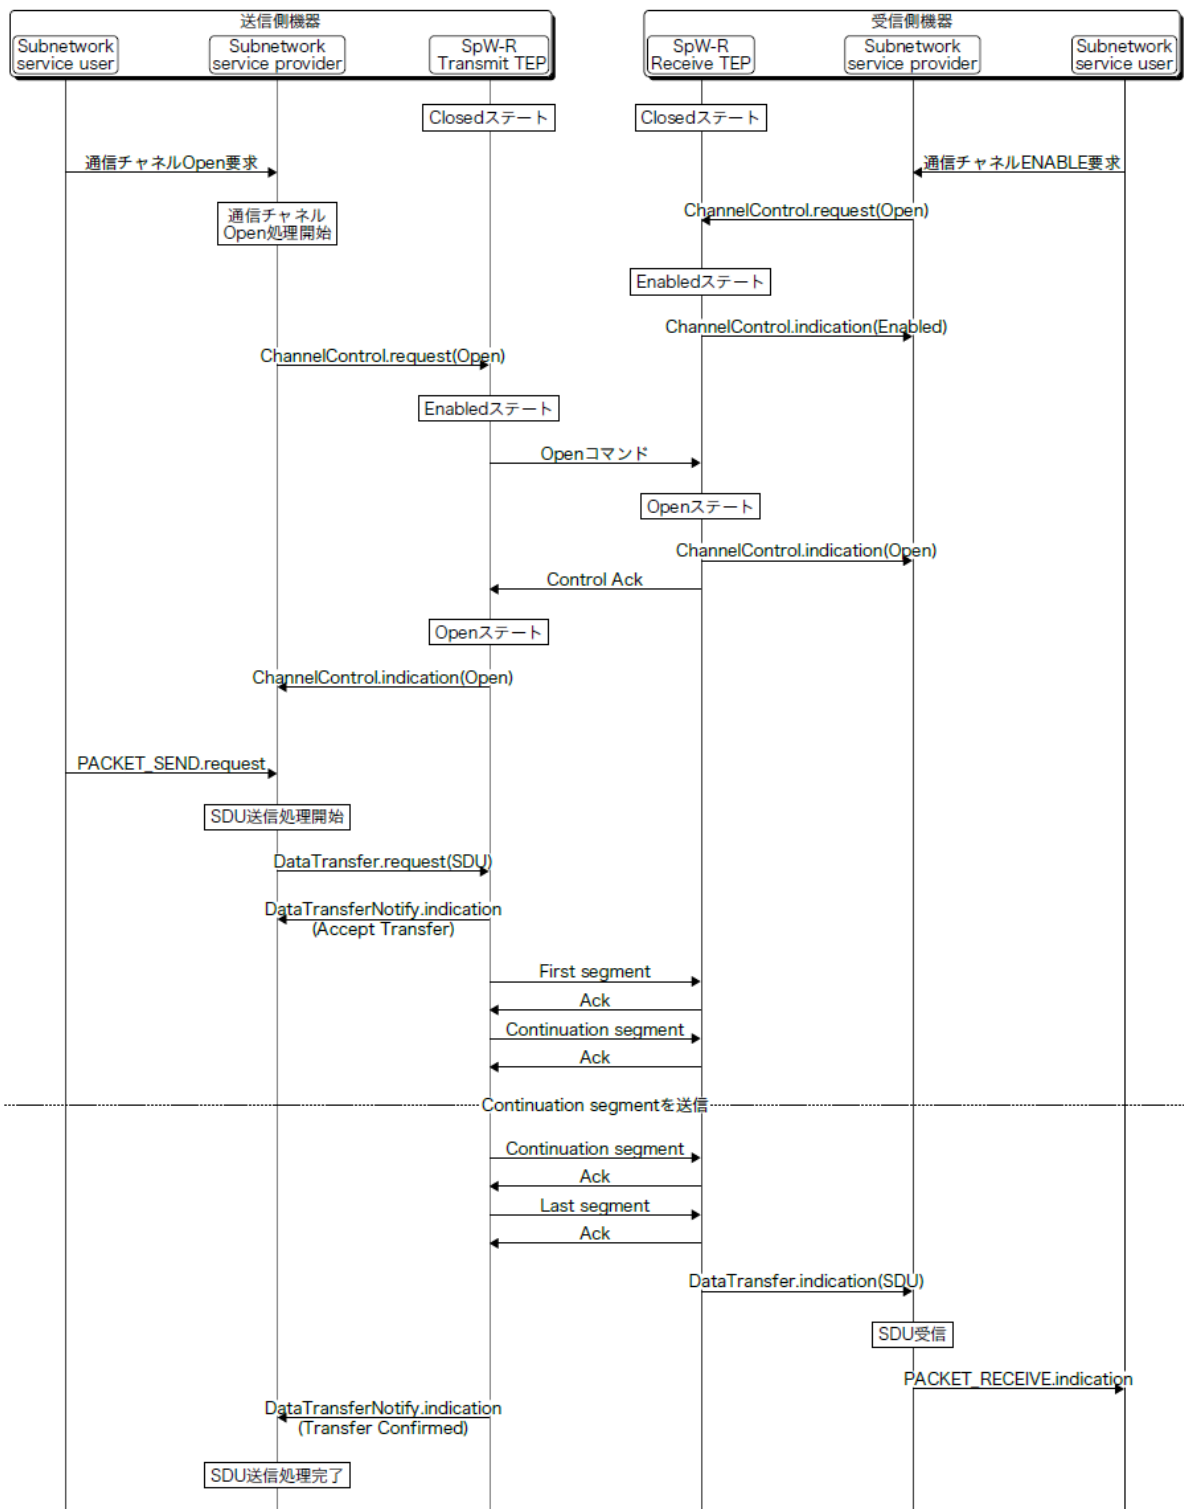 送信側機器
受信側機器
Subnetwork
service user
Subnetwork
service provider
SpW-R
Transmit TEP
SpW-R
Receive TEP
Subnetwork
service provider
Subnetwork
service user
Closedステート
Closedステート
通信チャネルOpen要求
通信チャネルENABLE要求
通信チャネル
Open処理開始
ChannelControl.request(Open)
Enabledステート
ChannelControl.indication(Enabled)
ChannelControl.request(Open)
Enabledステート
Openコマンド
Openステート
ChannelControl.indication(Open)
Control Ack
Openステート
ChannelControl.indication(Open)
PACKET_SEND.request
SDU送信処理開始
DataTransfer.request(SDU)
DataTransferNotify.indication
(Accept Transfer)
First segment
Ack
Continuation segment
Ack
Continuation segmentを送信
Continuation segment
Ack
Last segment
Ack
DataTransfer.indication(SDU)
SDU受信
PACKET_RECEIVE.indication
DataTransferNotify.indication
(Transfer Confirmed)
SDU送信処理完了